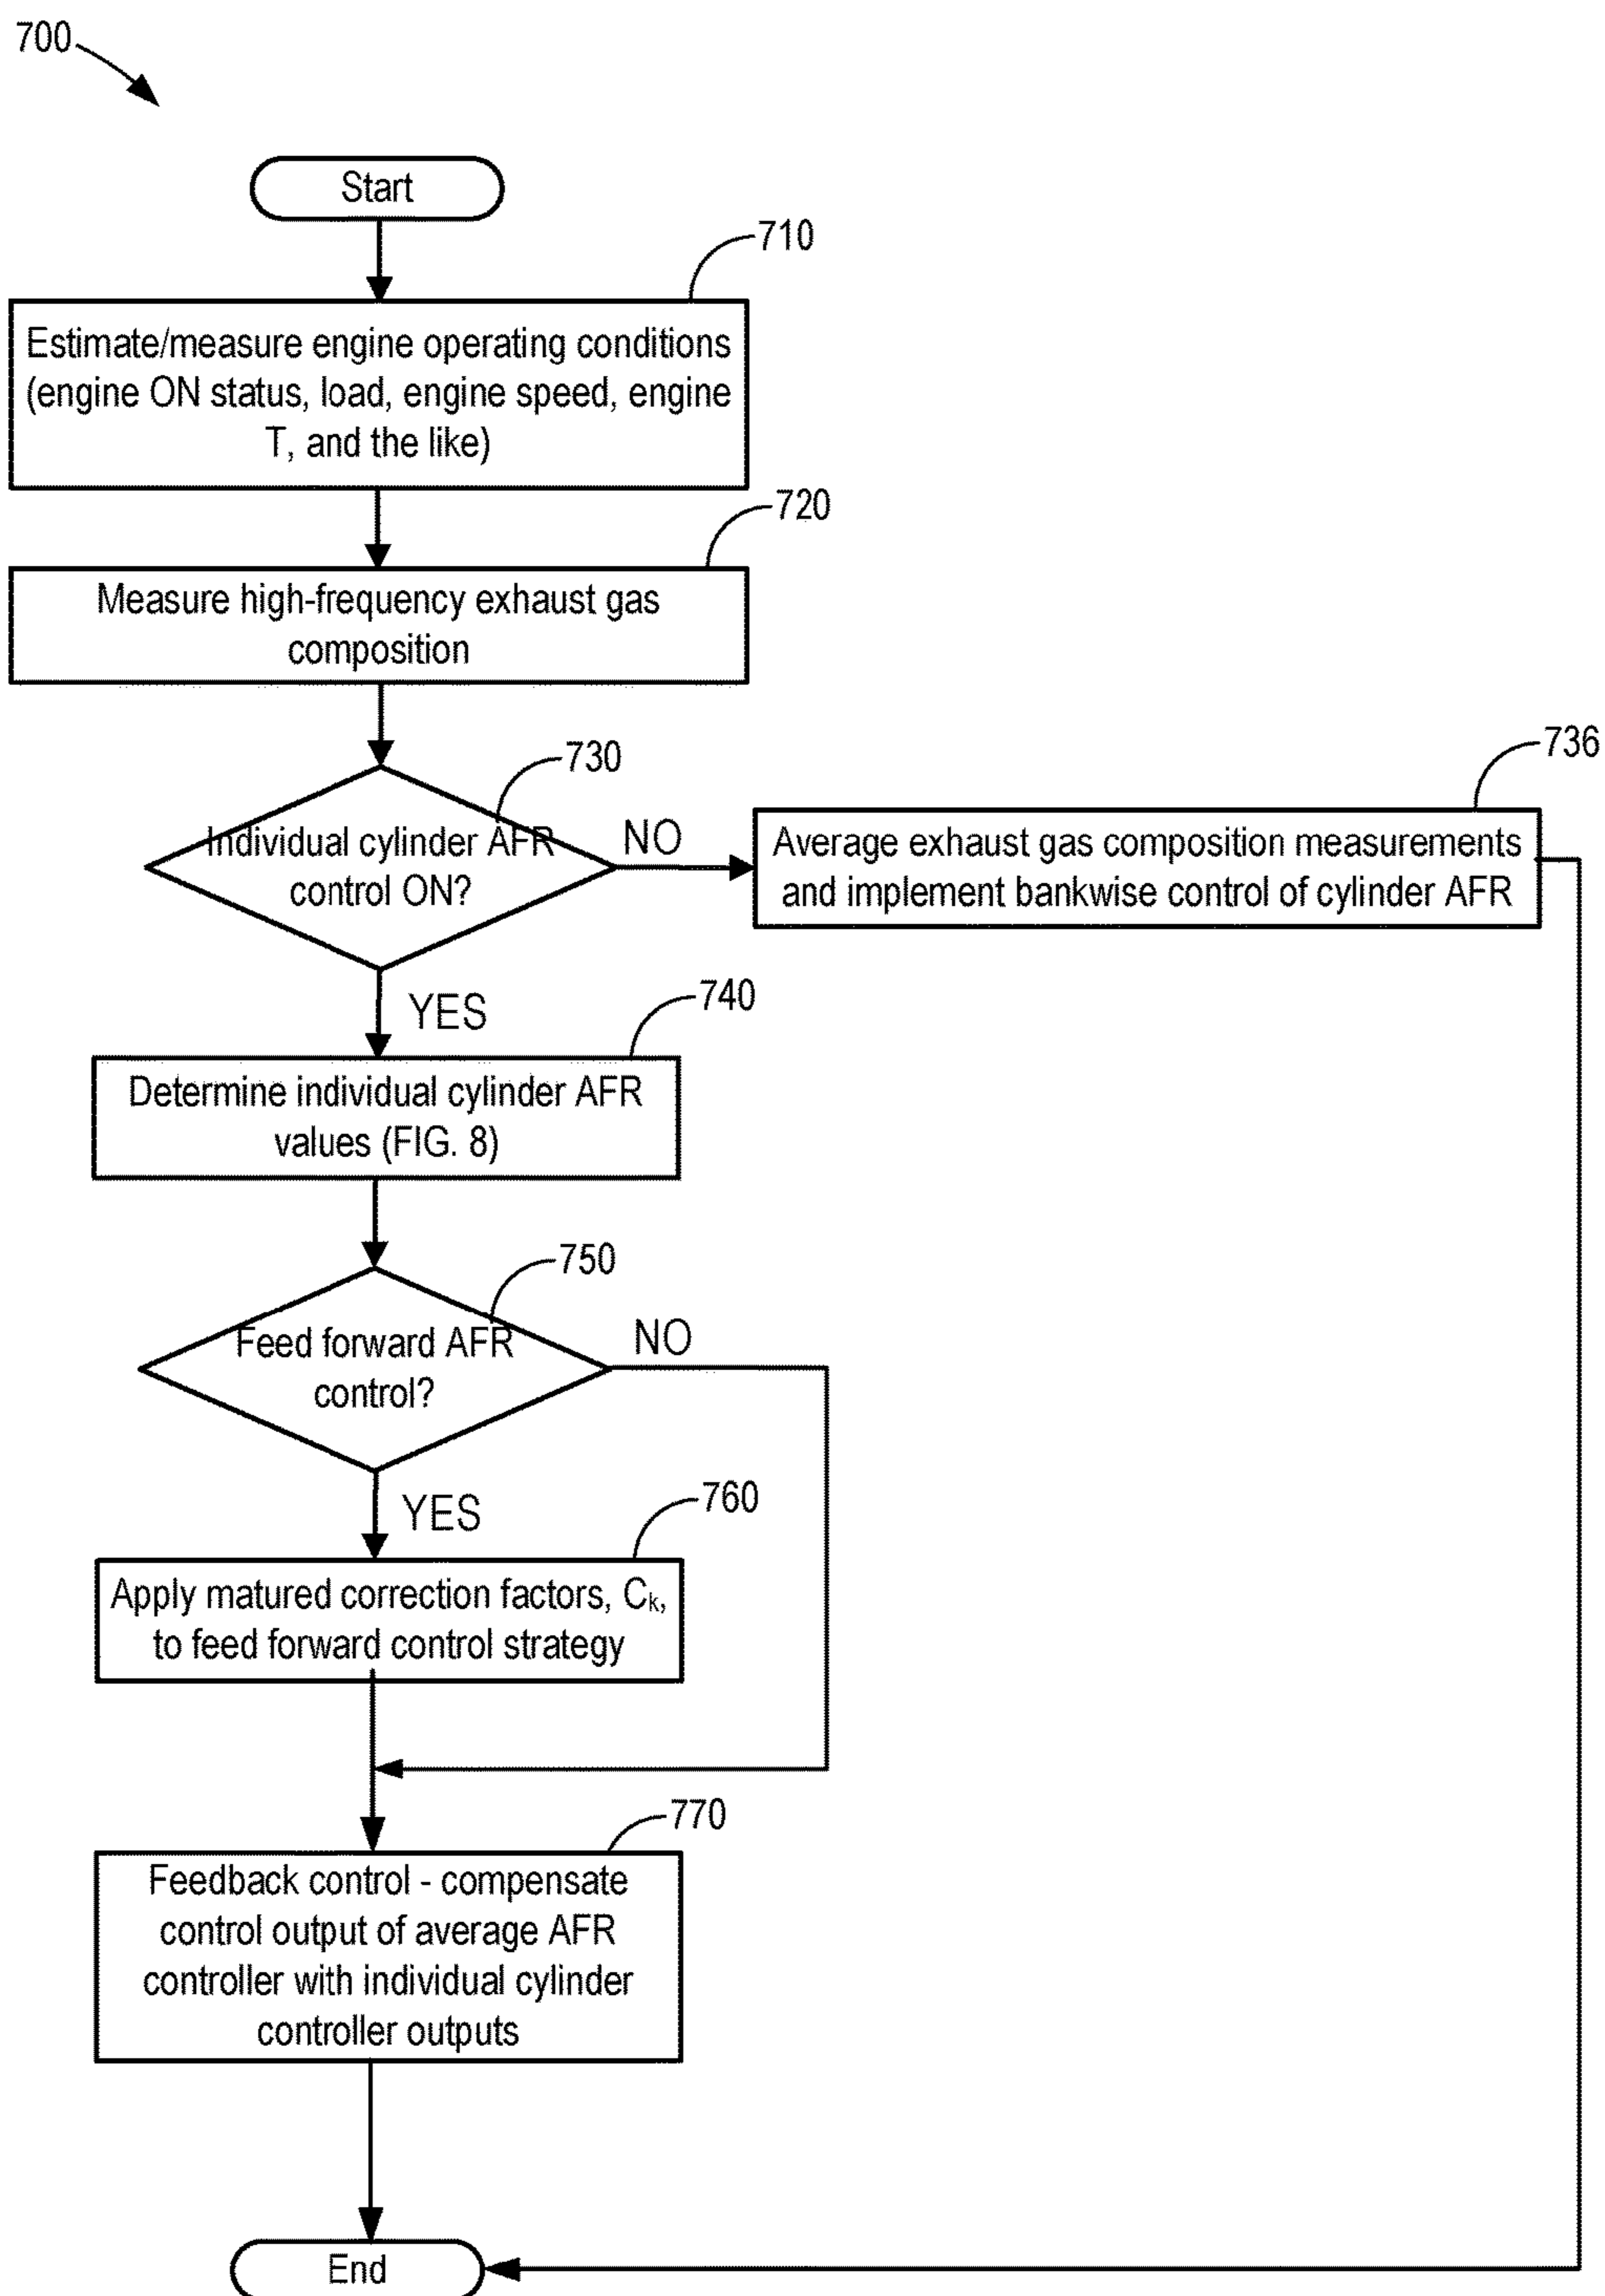 700
Start
710
Estimate/measure engine operating conditions
(engine ON status, load, engine speed, engine
T, and the like)
720
Measure high-frequency exhaust gas
composition
730
Individual cylinder AFR
control ON?
NO
736
Average exhaust gas composition measurements
and implement bankwise control of cylinder AFR
YES
740
Determine individual cylinder AFR
values (FIG. 8)
750
Feed forward AFR
control?
NO
YES
760
Apply matured correction factors, Cₖ,
to feed forward control strategy
770
Feedback control - compensate
control output of average AFR
controller with individual cylinder
controller outputs
End